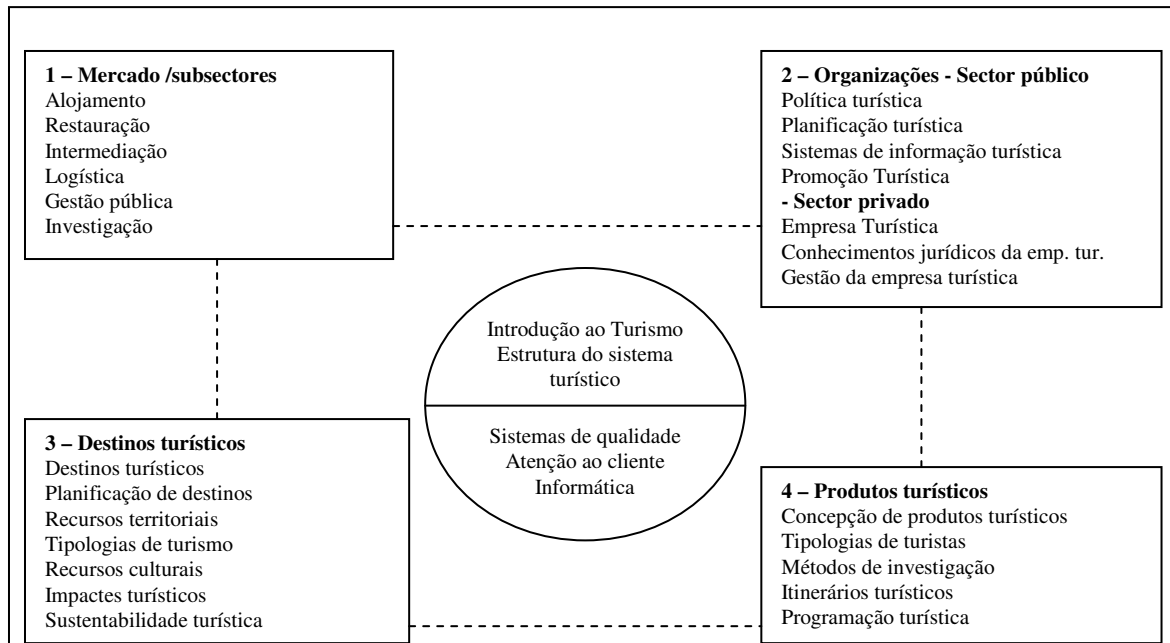 1 – Mercado /subsectores
Alojamento
Restauração
Intermediação
Logística
Gestão pública
Investigação
2 – Organizações - Sector público
Política turística
Planificação turística
Sistemas de informação turística
Promoção Turística
- Sector privado
Empresa Turística
Conhecimentos jurídicos da emp. tur.
Gestão da empresa turística
Introdução ao Turismo
Estrutura do sistema
turístico
Sistemas de qualidade
Atenção ao cliente
Informática
3 – Destinos turísticos
Destinos turísticos
Planificação de destinos
Recursos territoriais
Tipologias de turismo
Recursos culturais
Impactes turísticos
Sustentabilidade turística
4 – Produtos turísticos
Concepção de produtos turísticos
Tipologias de turistas
Métodos de investigação
Itinerários turísticos
Programação turística